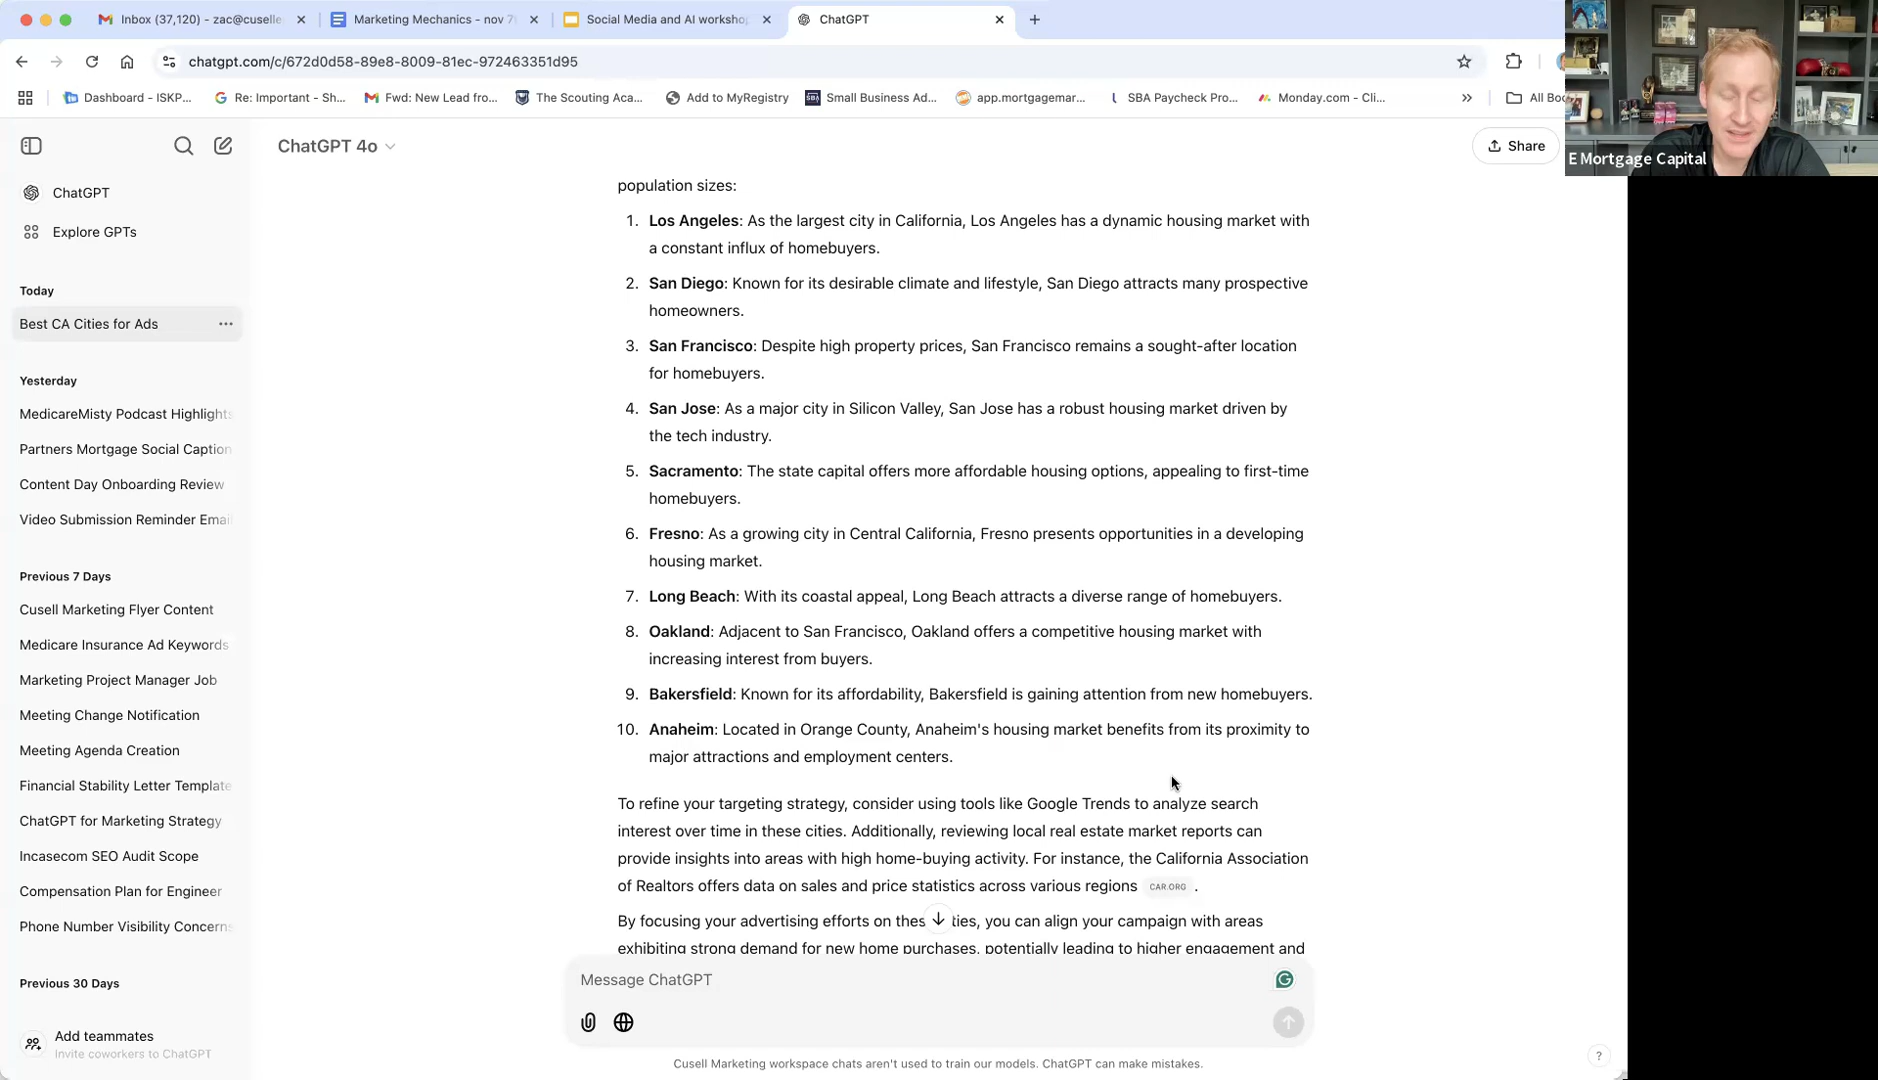 Inbox (37,120) - zac@cuselle
Marketing Mechanics - nov 7
Social Media and AI workshop
ChatGPT
chatgpt.com/c/672d0d58-89e8-8009-81ec-972463351d95
Dashboard - ISKP...
Re: Important - Sh...
Fwd: New Lead fro...
The Scouting Aca...
Add to MyRegistry
Small Business Ad...
app.mortgagemar...
SBA Paycheck Pro...
Monday.com - Cli...
All Boo
E Mortgage Capital
ChatGPT
Explore GPTs
Today
Best CA Cities for Ads
Yesterday
MedicareMisty Podcast Highlights
Partners Mortgage Social Caption
Content Day Onboarding Review
Video Submission Reminder Emai
Previous 7 Days
Cusell Marketing Flyer Content
Medicare Insurance Ad Keywords
Marketing Project Manager Job
Meeting Change Notification
Meeting Agenda Creation
Financial Stability Letter Template
ChatGPT for Marketing Strategy
Incasecom SEO Audit Scope
Compensation Plan for Engineer
Phone Number Visibility Concerns
Previous 30 Days
Add teammates
Invite coworkers to ChatGPT
ChatGPT 4o
Share
population sizes:
1. Los Angeles: As the largest city in California, Los Angeles has a dynamic housing market with
a constant influx of homebuyers.
2. San Diego: Known for its desirable climate and lifestyle, San Diego attracts many prospective
homeowners.
3. San Francisco: Despite high property prices, San Francisco remains a sought-after location
for homebuyers.
4. San Jose: As a major city in Silicon Valley, San Jose has a robust housing market driven by
the tech industry.
5. Sacramento: The state capital offers more affordable housing options, appealing to first-time
homebuyers.
6. Fresno: As a growing city in Central California, Fresno presents opportunities in a developing
housing market.
7. Long Beach: With its coastal appeal, Long Beach attracts a diverse range of homebuyers.
8. Oakland: Adjacent to San Francisco, Oakland offers a competitive housing market with
increasing interest from buyers.
9. Bakersfield: Known for its affordability, Bakersfield is gaining attention from new homebuyers.
10. Anaheim: Located in Orange County, Anaheim's housing market benefits from its proximity to
major attractions and employment centers.
To refine your targeting strategy, consider using tools like Google Trends to analyze search
interest over time in these cities. Additionally, reviewing local real estate market reports can
provide insights into areas with high home-buying activity. For instance, the California Association
of Realtors offers data on sales and price statistics across various regions CAR.ORG .
By focusing your advertising efforts on thes ties, you can align your campaign with areas
exhibiting strong demand for new home purchases, potentially leading to higher engagement and
Message ChatGPT
Cusell Marketing workspace chats aren't used to train our models. ChatGPT can make mistakes.
?